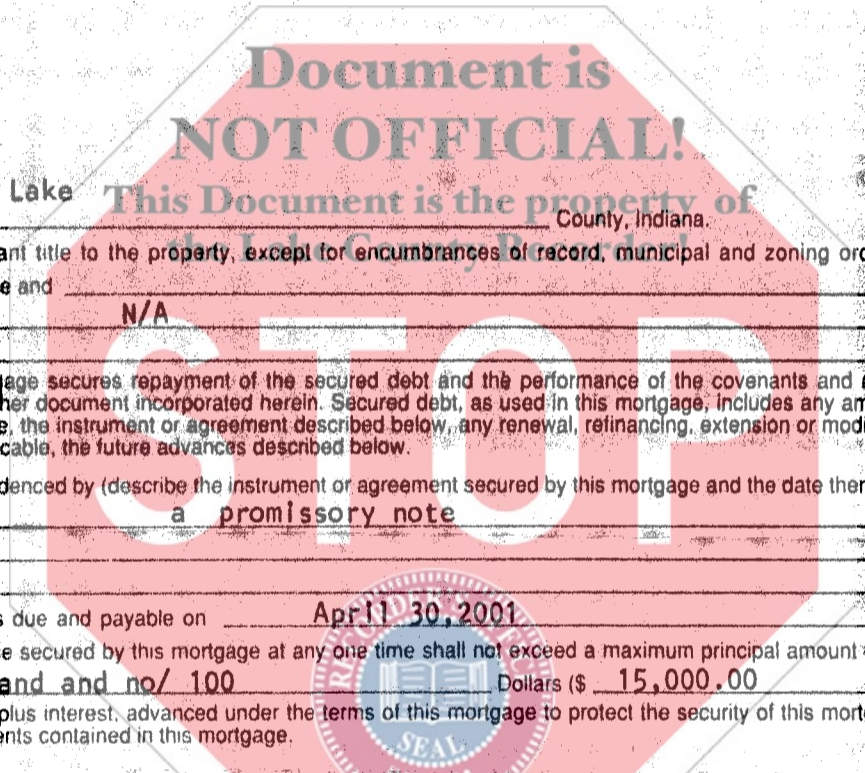 Document is
NOT OFFICIAL!
This Document is the property of
the Lake County Recorder!
Lake
County, Indiana.
ant title to the property, except for encumbrances of record, municipal and zoning ord
e and
N/A
STOP
age secures repayment of the secured debt and the performance of the covenants and
her document incorporated herein. Secured debt, as used in this mortgage, includes any am
e, the instrument or agreement described below, any renewal, refinancing, extension or modi
cable, the future advances described below.
denced by (describe the instrument or agreement secured by this mortgage and the date ther
a promissory note
s due and payable on April 30,2001
e secured by this mortgage at any one time shall not exceed a maximum principal amount
and and no/ 100 Dollars ($ 15,000.00
plus interest, advanced under the terms of this mortgage to protect the security of this mort
nts contained in this mortgage.
SEAL